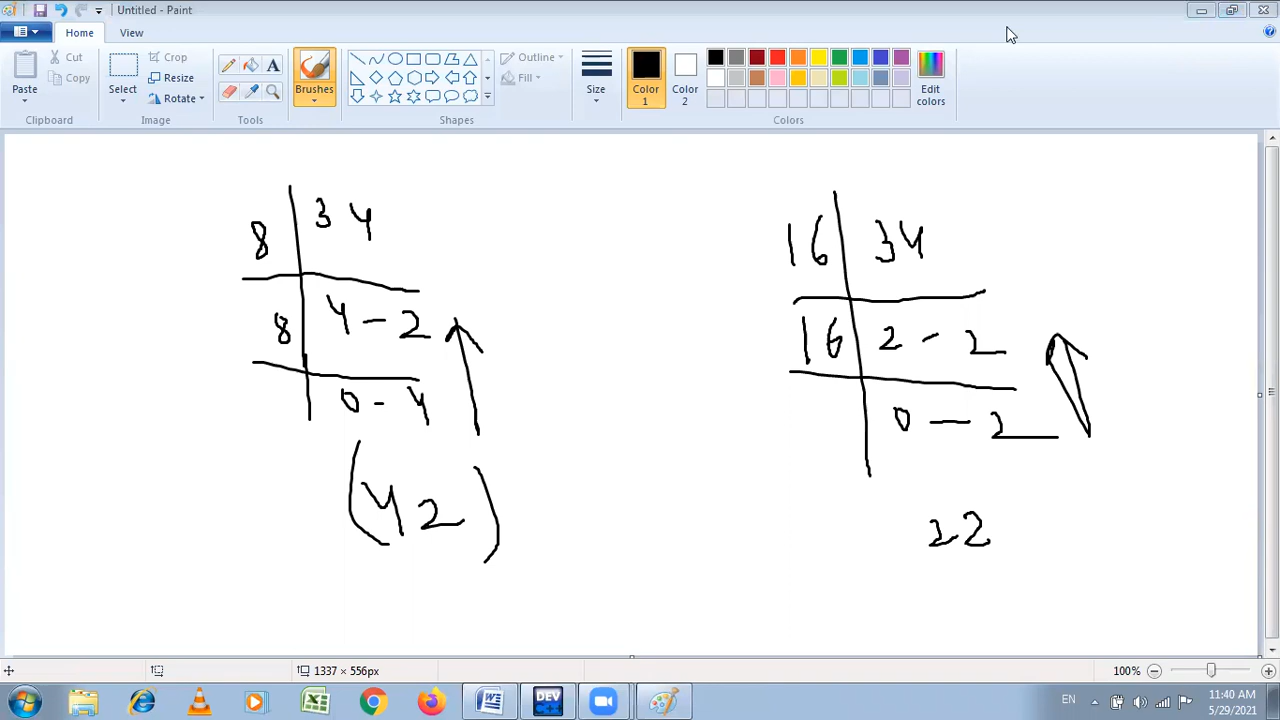 Untitled - Paint
Home View
Paste
Cut
Copy
Clipboard
Select
Crop
Resize
Rotate
Image
A
Tools
Brushes
Outline
Fill
Shapes
Size
Color 1
Color 2
Edit colors
Colors
8 34
8 4 - 2
0 - 4
(42)
16 34
16 2 - 2
0 - 2
22
1337 × 556px
100%
W
DEV C++
EN
11:40 AM
5/29/2021